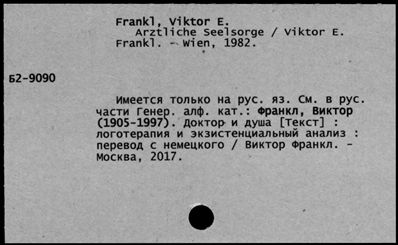 Frankl, Viktor E.
Arztliche Seelsorge / Viktor E.
Frankl. - Wien, 1982.
Б2-9090
Имеется только на рус. яз. См. в рус.
части Генер. алф. кат.: Франкл, Виктор
(1905-1997). Доктор и душа [Текст] :
логотерапия и экзистенциальный анализ :
перевод с немецкого / Виктор Франкл. -
Москва, 2017.